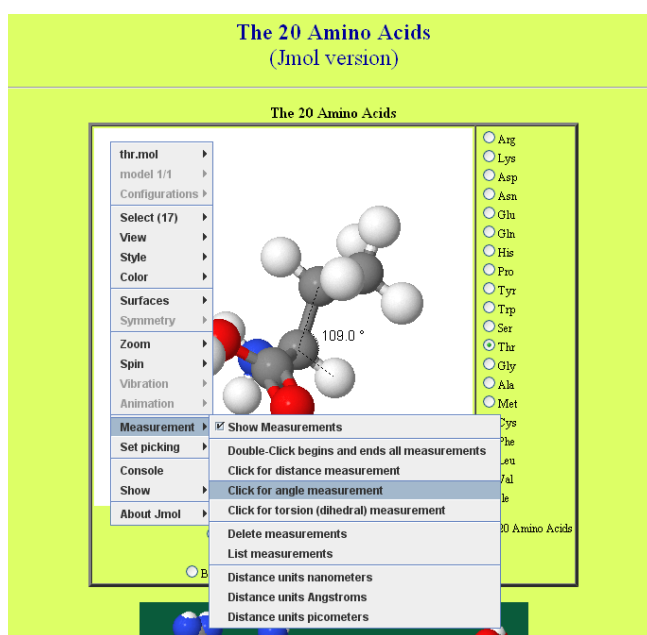 The 20 Amino Acids
(Jmol version)
The 20 Amino Acids
thr.mol
model 1/1
Configurations
Select (17)
View
Style
Color
Surfaces
Symmetry
Zoom
Spin
Vibration
Animation
Measurement
Set picking
Console
Show
About Jmol
109.0 °
Show Measurements
Double-Click begins and ends all measurements
Click for distance measurement
Click for angle measurement
Click for torsion (dihedral) measurement
Delete measurements
List measurements
Distance units nanometers
Distance units Angstroms
Distance units picometers
Arg
Lys
Asp
Asn
Glu
Gln
His
Pro
Tyr
Trp
Ser
Thr
Gly
Ala
Met
20 Amino Acids
B